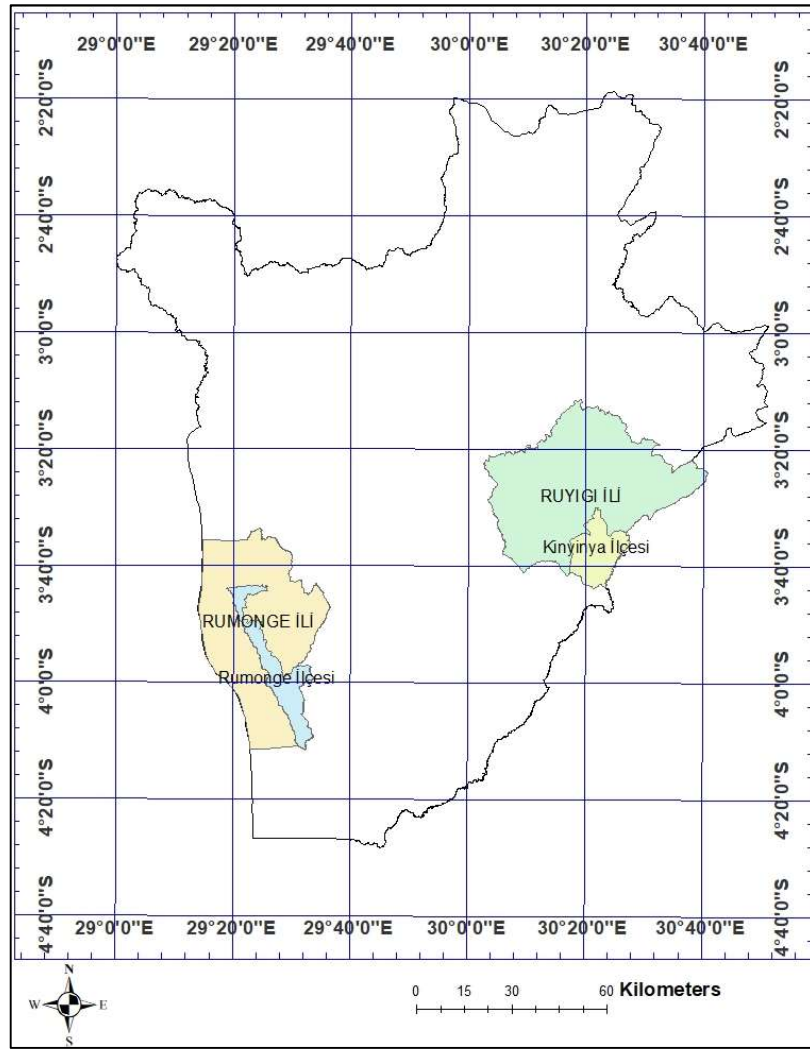 29°0'0"E 29°20'0"E 29°40'0"E 30°0'0"E 30°20'0"E 30°40'0"E
2°20'0"S 2°20'0"S
2°40'0"S 2°40'0"S
3°0'0"S 3°0'0"S
3°20'0"S 3°20'0"S
RUYIGI İLİ
Kinyinya İlçesi
3°40'0"S 3°40'0"S
RUMONGE İLİ
Rumonge İlçesi
4°0'0"S 4°0'0"S
4°20'0"S 4°20'0"S
4°40'0"S 4°40'0"S
29°0'0"E 29°20'0"E 29°40'0"E 30°0'0"E 30°20'0"E 30°40'0"E
N
W E
S
0 15 30 60 Kilometers